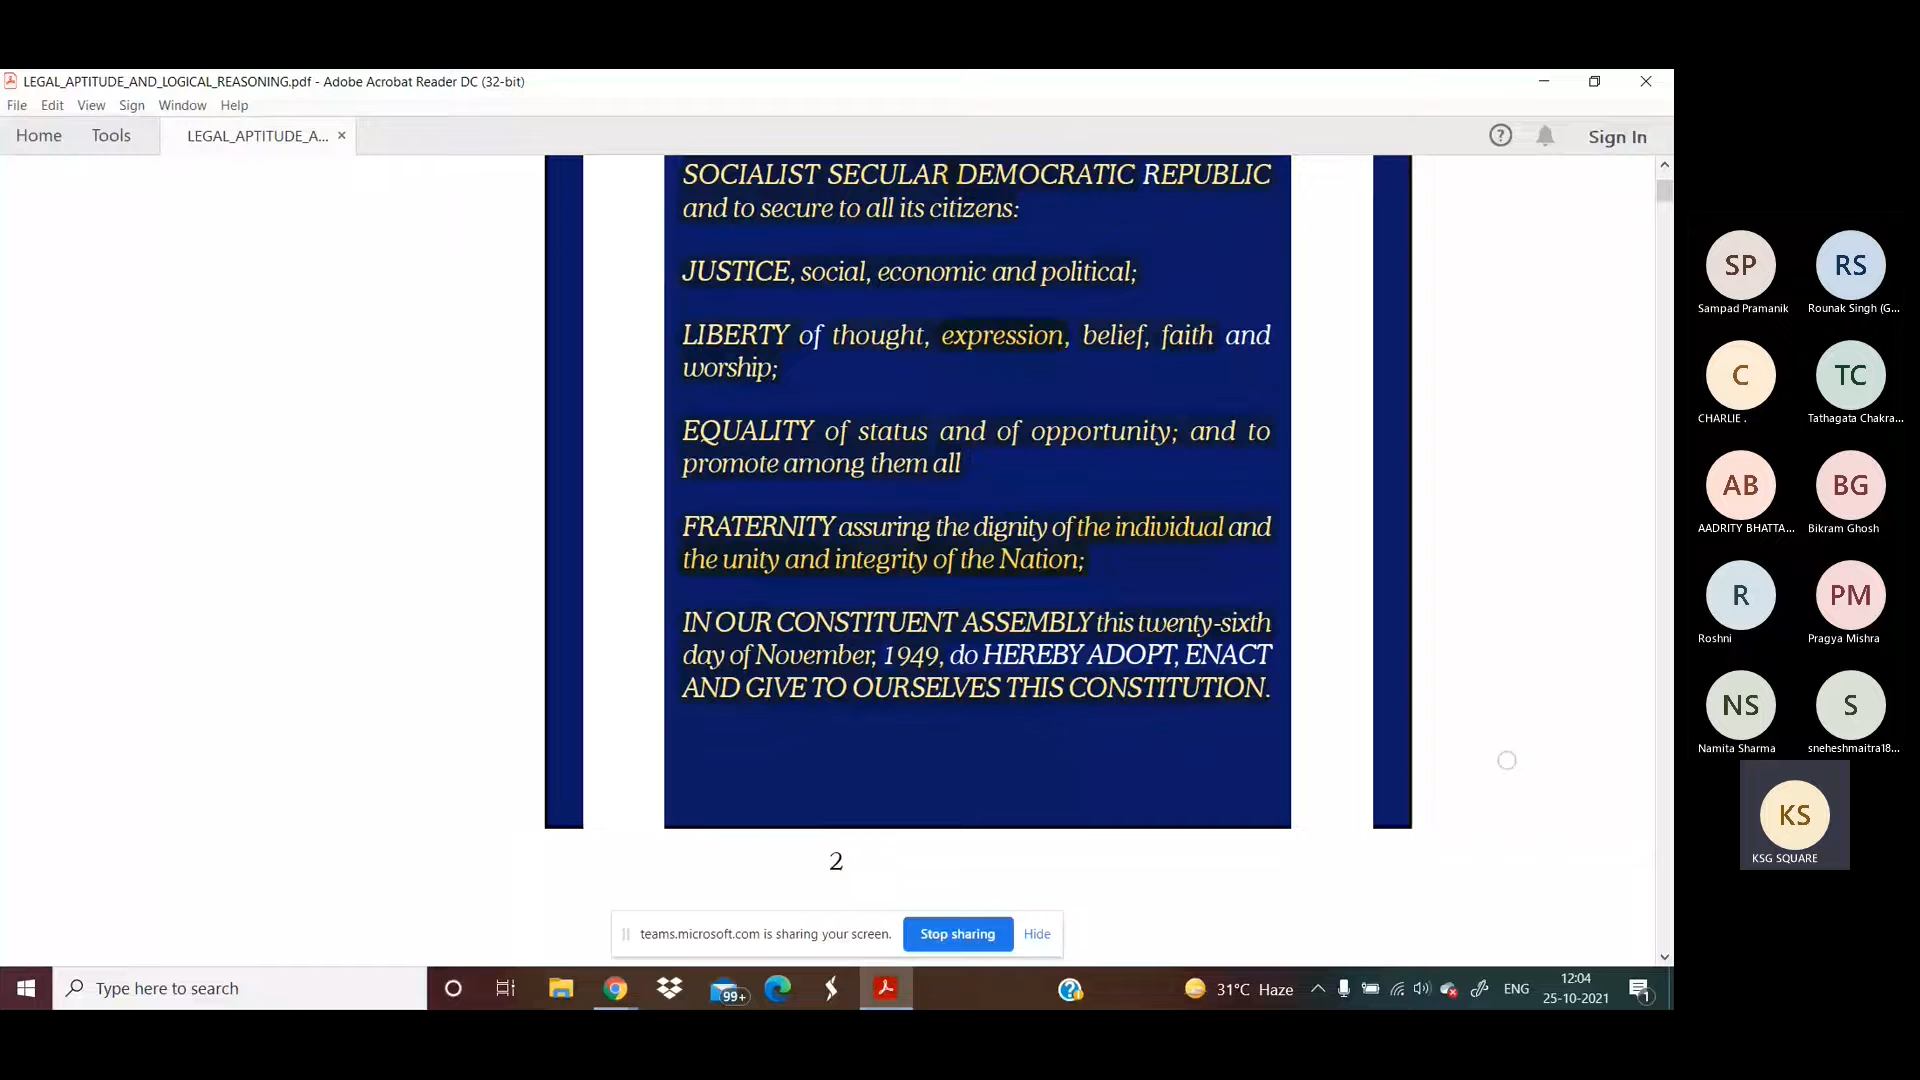 LEGAL_APTITUDE_AND_LOGICAL_REASONING.pdf - Adobe Acrobat Reader DC (32-bit)
File Edit View Sign Window Help
Home Tools LEGAL_APTITUDE_A... × Sign In
SOCIALIST SECULAR DEMOCRATIC REPUBLIC
and to secure to all its citizens:
JUSTICE, social, economic and political;
LIBERTY of thought, expression, belief, faith and
worship;
EQUALITY of status and of opportunity; and to
promote among them all
FRATERNITY assuring the dignity of the individual and
the unity and integrity of the Nation;
IN OUR CONSTITUENT ASSEMBLY this twenty-sixth
day of November, 1949, do HEREBY ADOPT, ENACT
AND GIVE TO OURSELVES THIS CONSTITUTION.
2
teams.microsoft.com is sharing your screen. Stop sharing Hide
Type here to search
99+
31°C Haze
ENG
12:04
25-10-2021
1
SP RS
Sampad Pramanik Rounak Singh (G...
C TC
CHARLIE . Tathagata Chakra...
AB BG
AADRITY BHATTA... Bikram Ghosh
R PM
Roshni Pragya Mishra
NS S
Namita Sharma sneheshmaitra18...
KS
KSG SQUARE